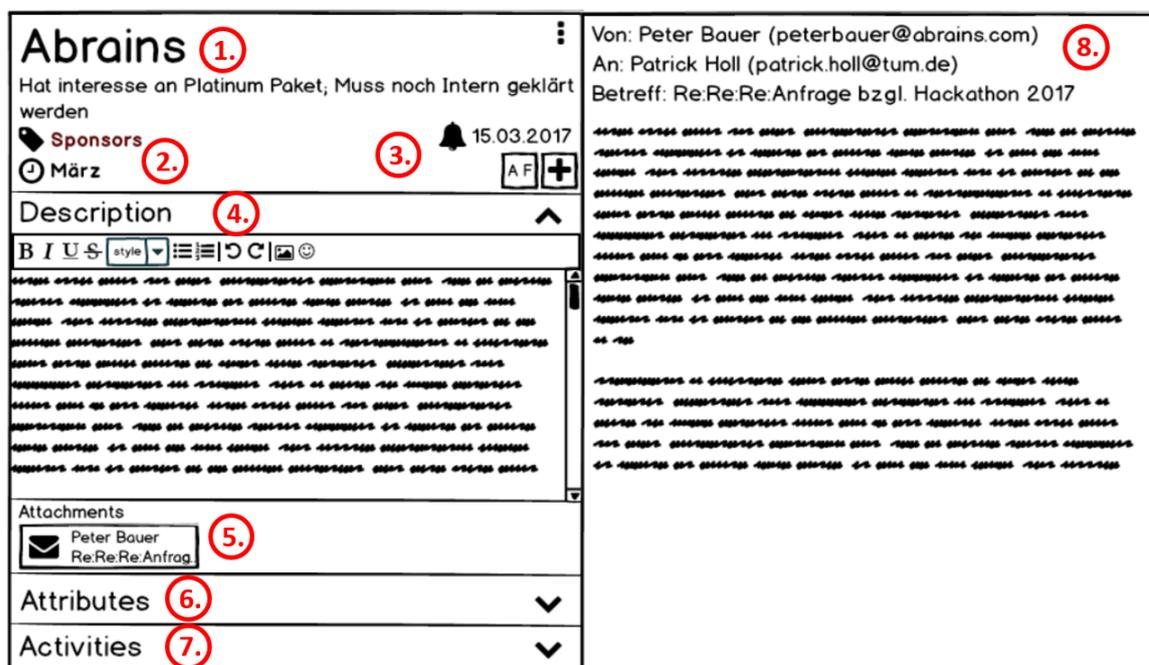 Abrains 1.
Hat interesse an Platinum Paket; Muss noch Intern geklärt
werden
Sponsors
2.
März
3.
15.03.2017
A F
Description 4.
B I U S style
Attachments
Peter Bauer
Re:Re:Re:Anfrag..
5.
Attributes 6.
Activities 7.
Von: Peter Bauer (peterbauer@abrains.com)
8.
An: Patrick Holl (patrick.holl@tum.de)
Betreff: Re:Re:Re:Anfrage bzgl. Hackathon 2017